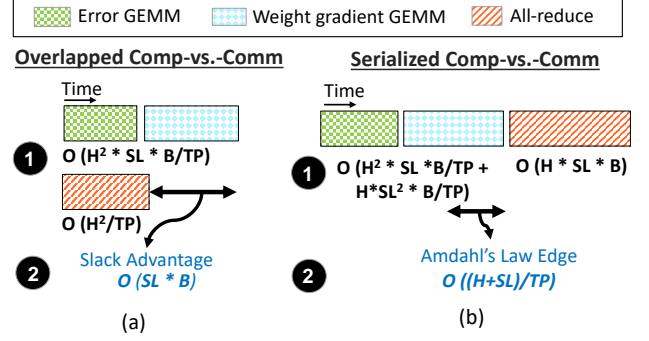 Error GEMM Weight gradient GEMM All-reduce
Overlapped Comp-vs.-Comm
Time
1
O (H² * SL * B/TP)
O (H²/TP)
Slack Advantage
2
O (SL * B)
(a)
Serialized Comp-vs.-Comm
Time
1
O (H² * SL *B/TP +
H*SL² * B/TP)
O (H * SL * B)
Amdahl's Law Edge
2
O ((H+SL)/TP)
(b)